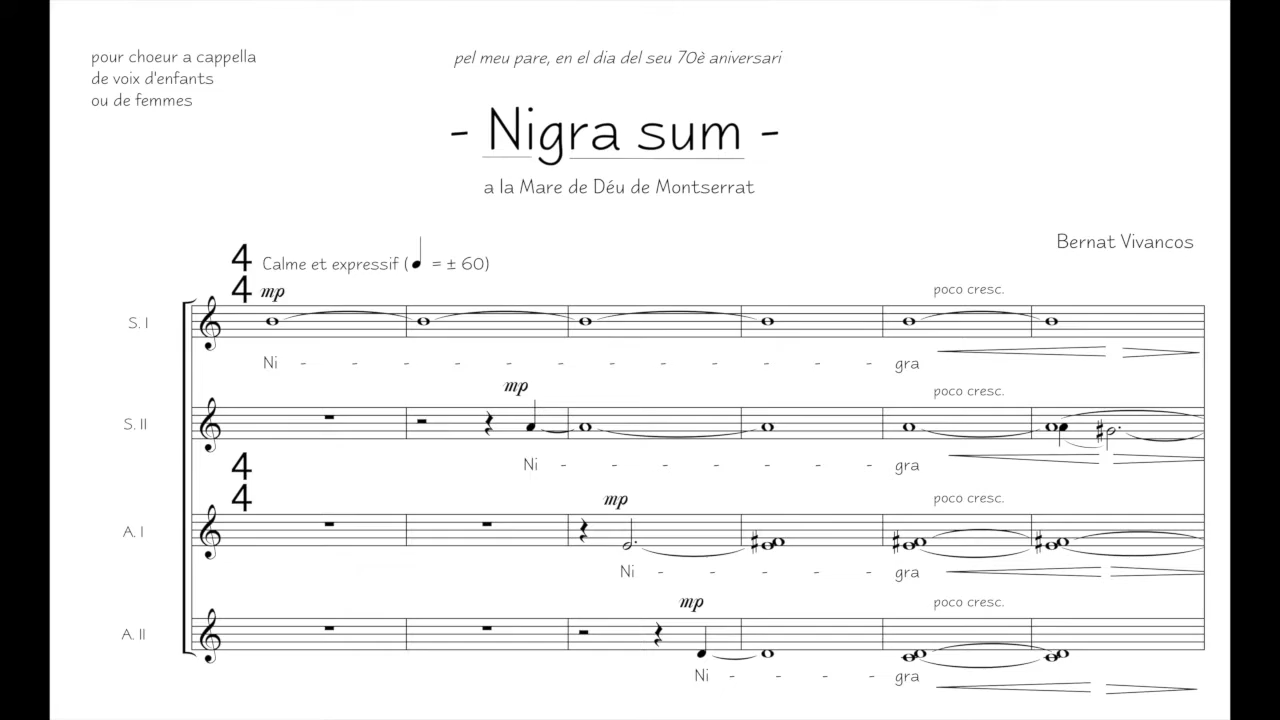 pour choeur a cappella
de voix d'enfants
ou de femmes
pel meu pare, en el dia del seu 70è aniversari
- Nigra sum -
a la Mare de Déu de Montserrat
Bernat Vivancos
4
4
Calme et expressif ( = ± 60)
mp
poco cresc.
S. I
Ni - - - - - - - - - - - gra
mp
poco cresc.
S. II
Ni - - - - - - gra
4
4
mp
poco cresc.
A. I
Ni - - - - - gra
mp
poco cresc.
A. II
Ni - - - - gra